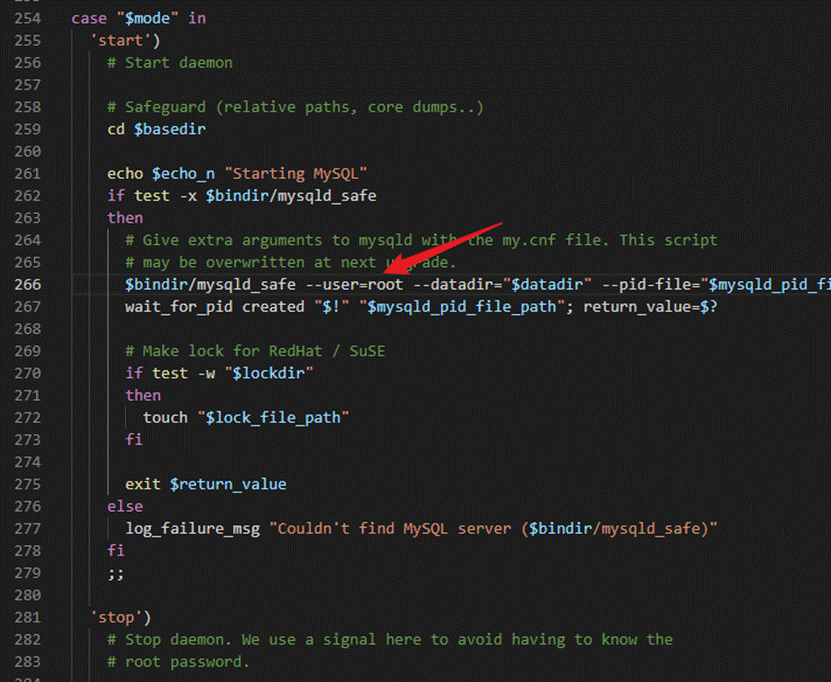 254 case "$mode" in
255 'start')
256 # Start daemon
257
258 # Safeguard (relative paths, core dumps..)
259 cd $basedir
260
261 echo $echo_n "Starting MySQL"
262 if test -x $bindir/mysqld_safe
263 then
264 # Give extra arguments to mysqld with the my.cnf file. This script
265 # may be overwritten at next upgrade.
266 $bindir/mysqld_safe --user=root --datadir="$datadir" --pid-file="$mysqld_pid_fi
267 wait_for_pid created "$!" "$mysqld_pid_file_path"; return_value=$?
268
269 # Make lock for RedHat / SuSE
270 if test -w "$lockdir"
271 then
272 touch "$lock_file_path"
273 fi
274
275 exit $return_value
276 else
277 log_failure_msg "Couldn't find MySQL server ($bindir/mysqld_safe)"
278 fi
279 ;;
280
281 'stop')
282 # Stop daemon. We use a signal here to avoid having to know the
283 # root password.